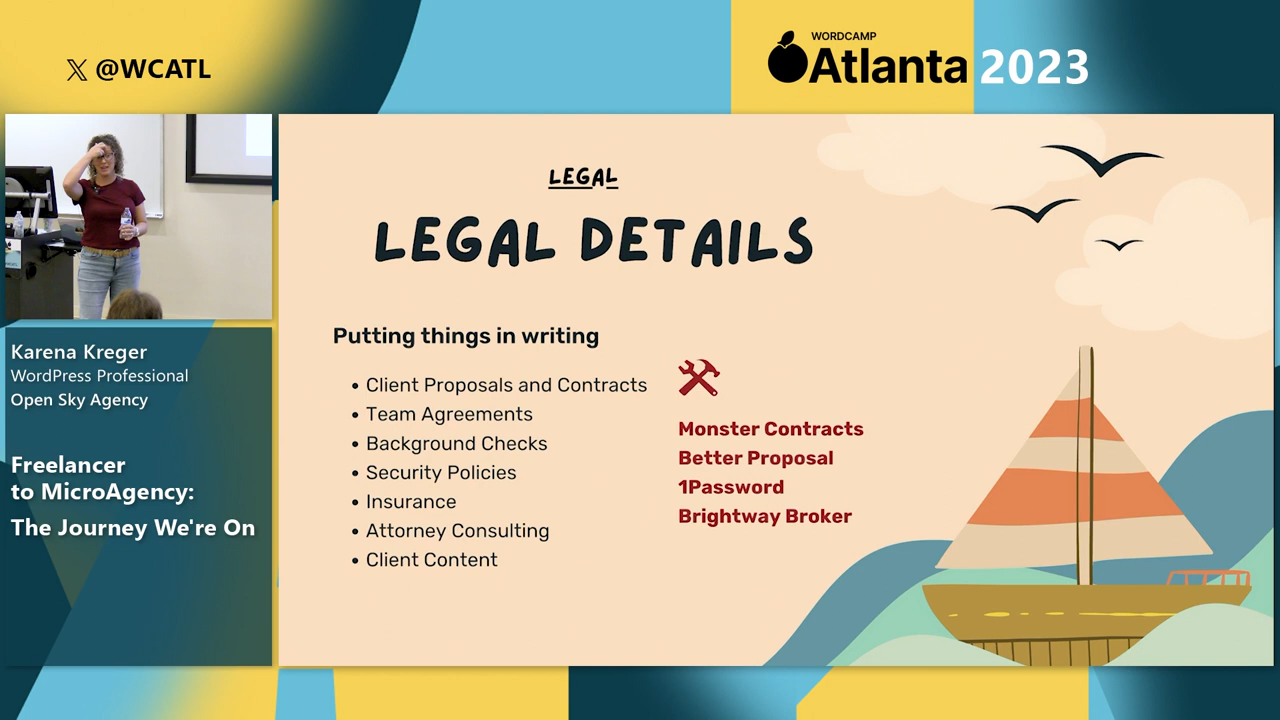 𝕏 @WCATL
WORDCAMP
Atlanta 2023
Karena Kreger
WordPress Professional
Open Sky Agency
Freelancer
to MicroAgency:
The Journey We're On
LEGAL
LEGAL DETAILS
Putting things in writing
• Client Proposals and Contracts
• Team Agreements
• Background Checks
• Security Policies
• Insurance
• Attorney Consulting
• Client Content
Monster Contracts
Better Proposal
1Password
Brightway Broker